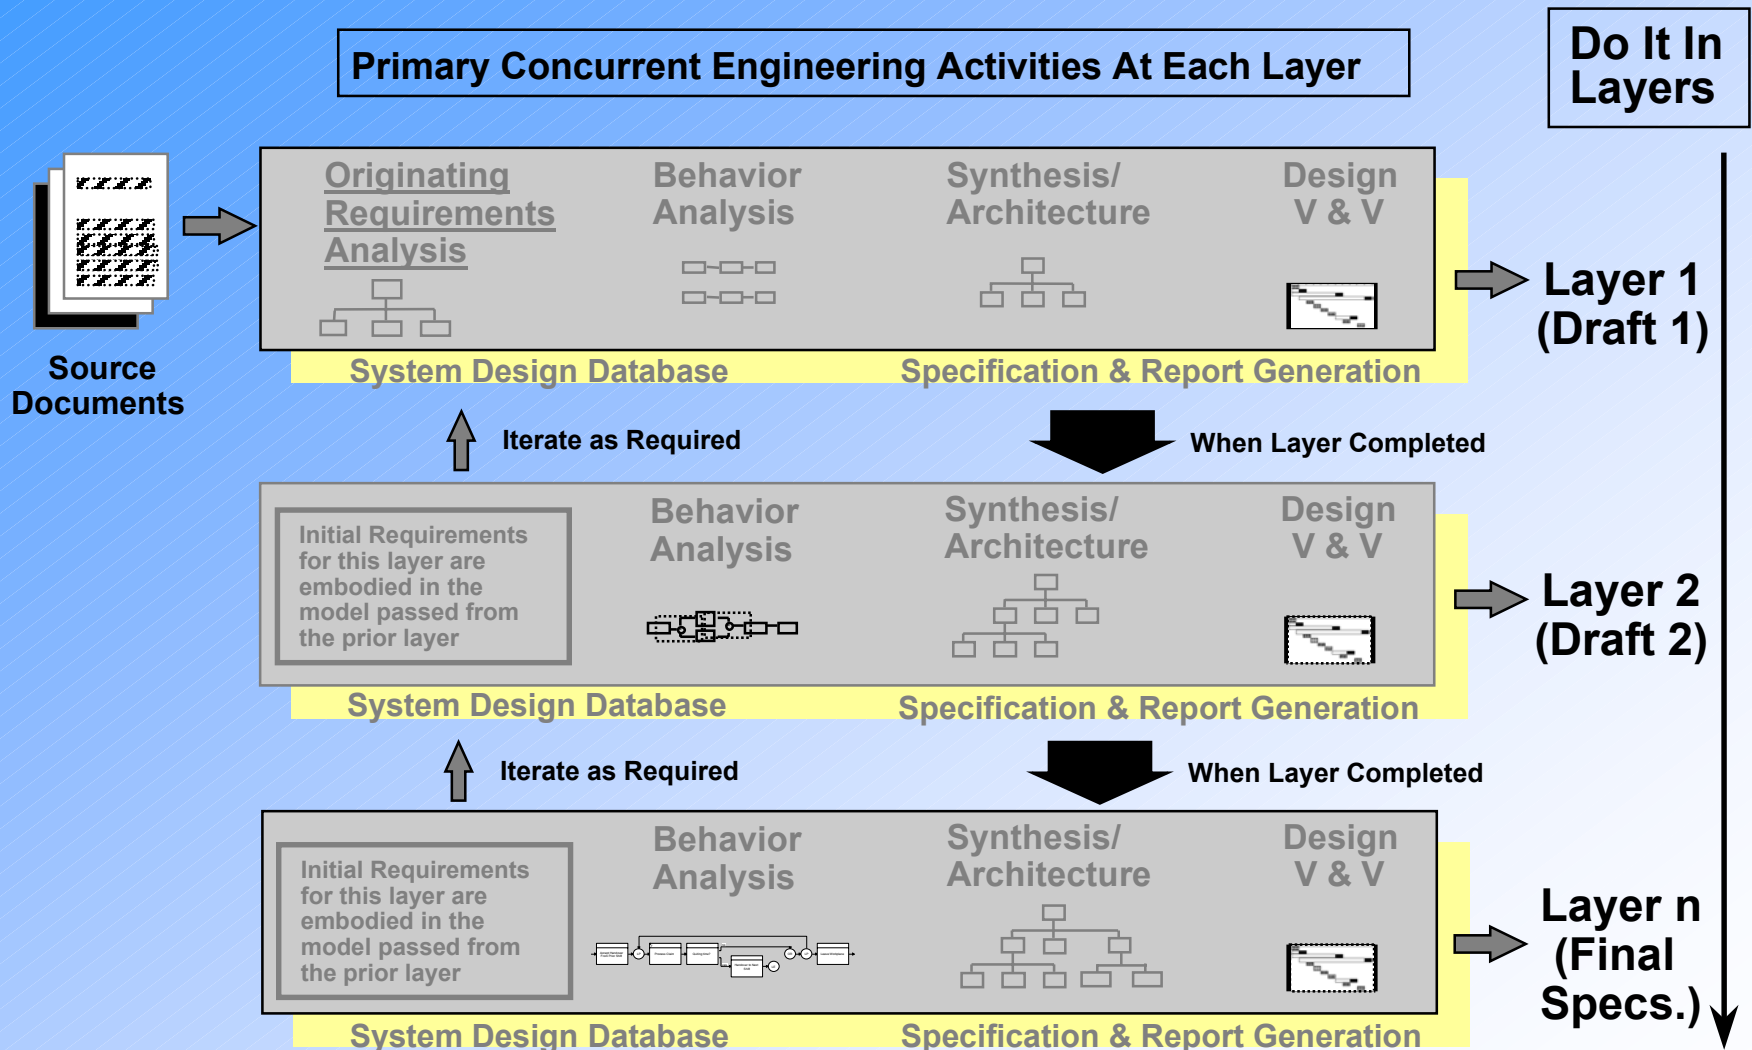 Primary Concurrent Engineering Activities At Each Layer
Do It In
Layers
Originating
Requirements
Analysis
Behavior
Analysis
Synthesis/
Architecture
Design
V & V
Source
Documents
System Design Database
Specification & Report Generation
Layer 1
(Draft 1)
Iterate as Required
When Layer Completed
Initial Requirements
for this layer are
embodied in the
model passed from
the prior layer
Behavior
Analysis
Synthesis/
Architecture
Design
V & V
System Design Database
Specification & Report Generation
Layer 2
(Draft 2)
Iterate as Required
When Layer Completed
Initial Requirements
for this layer are
embodied in the
model passed from
the prior layer
Behavior
Analysis
Synthesis/
Architecture
Design
V & V
System Design Database
Specification & Report Generation
Layer n
(Final
Specs.)